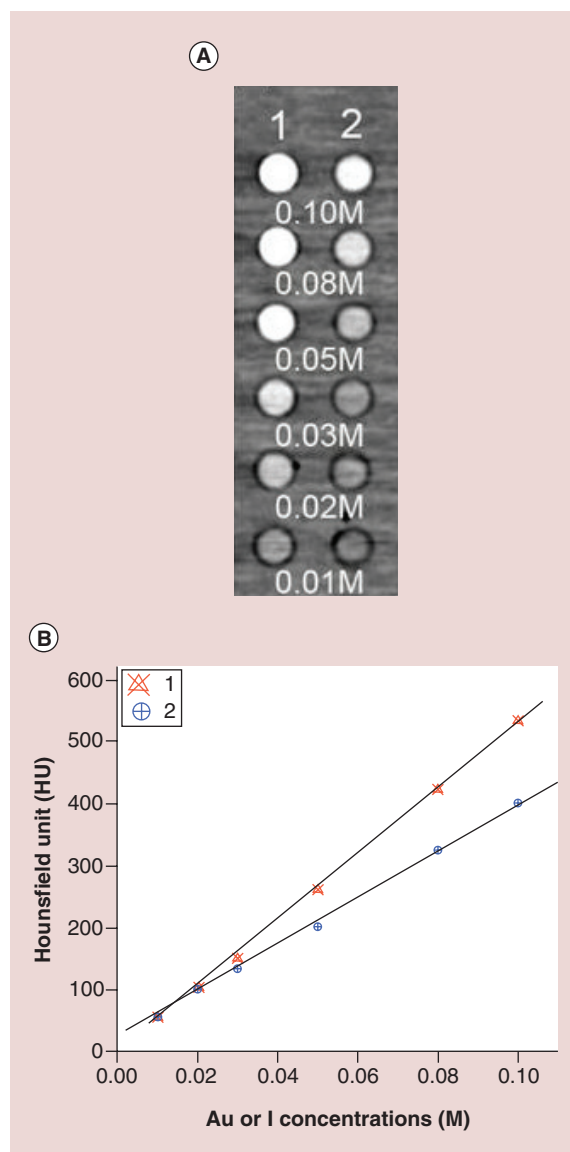 A
1 2
0.10M
0.08M
0.05M
0.03M
0.02M
0.01M
B
1
2
600
500
400
300
200
100
0
Hounsfield unit (HU)
0.00 0.02 0.04 0.06 0.08 0.10
Au or I concentrations (M)